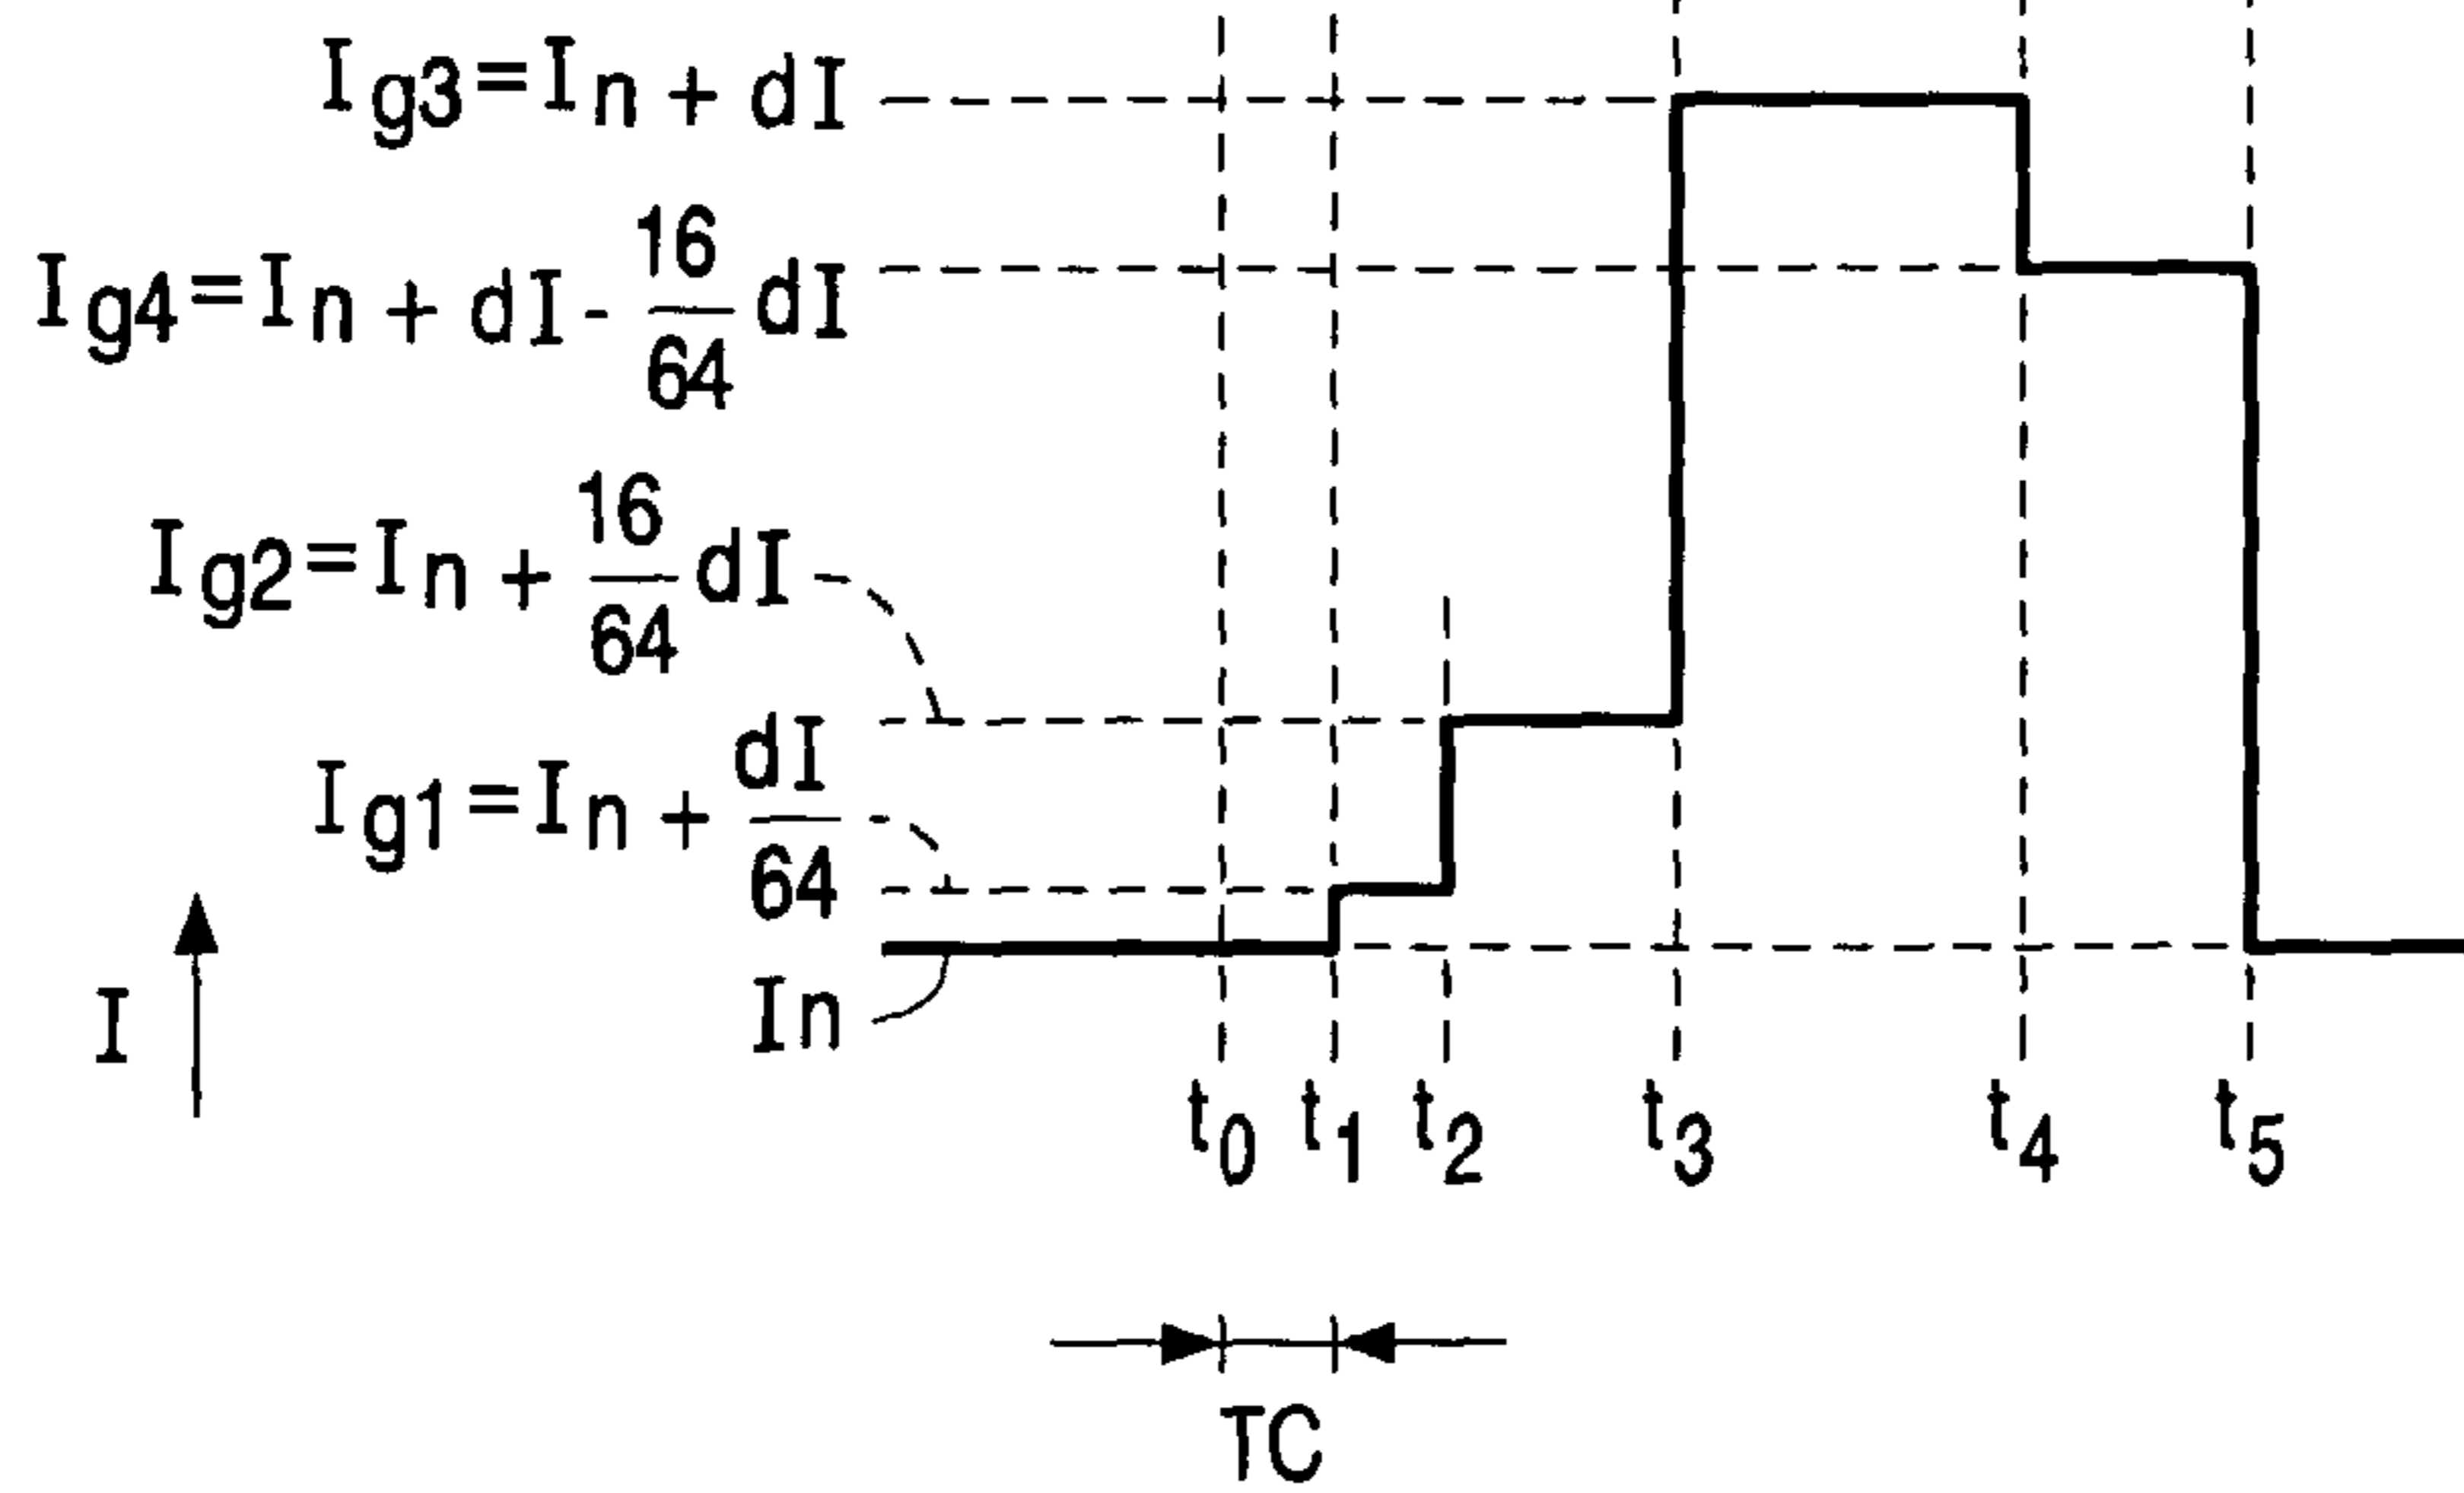 Ig3=In + dI
Ig4=In + dI - 16/64 dI
Ig2=In + 16/64 dI
Ig1=In + dI/64
In
I
t0 t1 t2 t3 t4 t5
TC